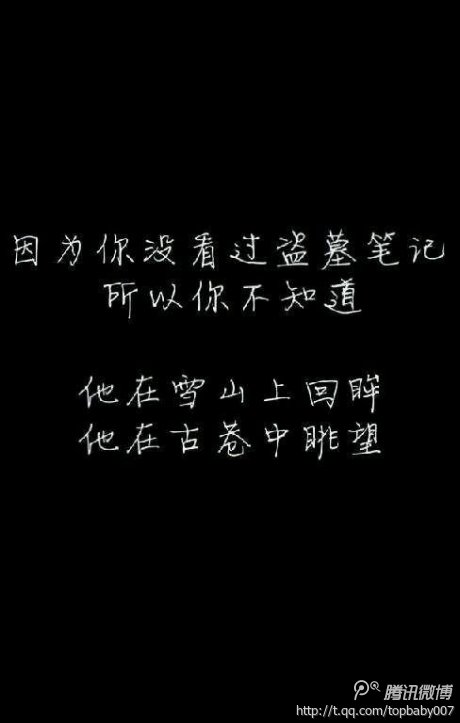 因为你没看过盗墓笔记
所以你不知道
他在雪山上回眸
他在古巷中眺望
腾讯微博
http://t.qq.com/topbaby007